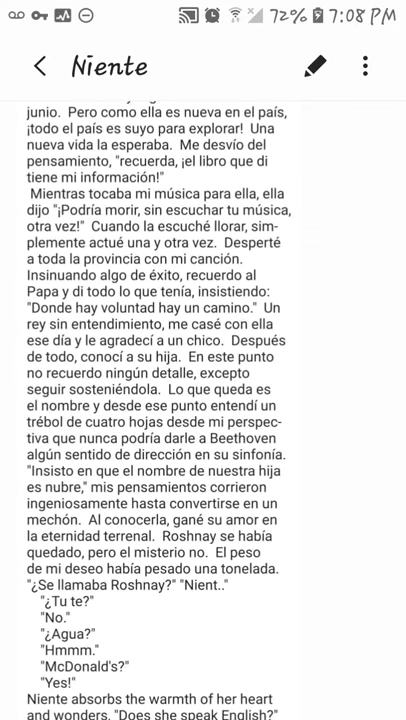 72% 7:08 PM
Niente
junio. Pero como ella es nueva en el país,
¡todo el país es suyo para explorar! Una
nueva vida la esperaba. Me desvío del
pensamiento, "recuerda, ¡el libro que di
tiene mi información!"
Mientras tocaba mi música para ella, ella
dijo "¡Podría morir, sin escuchar tu música,
otra vez!" Cuando la escuché llorar, sim-
plemente actué una y otra vez. Desperté
a toda la provincia con mi canción.
Insinuando algo de éxito, recuerdo al
Papa y di todo lo que tenía, insistiendo:
"Donde hay voluntad hay un camino." Un
rey sin entendimiento, me casé con ella
ese día y le agradecí a un chico. Después
de todo, conocí a su hija. En este punto
no recuerdo ningún detalle, excepto
seguir sosteniéndola. Lo que queda es
el nombre y desde ese punto entendí un
trébol de cuatro hojas desde mi perspec-
tiva que nunca podría darle a Beethoven
algún sentido de dirección en su sinfonía.
"Insisto en que el nombre de nuestra hija
es nubre," mis pensamientos corrieron
ingeniosamente hasta convertirse en un
mechón. Al conocerla, gané su amor en
la eternidad terrenal. Roshnay se había
quedado, pero el misterio no. El peso
de mi deseo había pesado una tonelada.
"¿Se llamaba Roshnay?" "Nient.."
"¿Tu te?"
"No."
"¿Agua?"
"Hmmm."
"McDonald's?"
"Yes!"
Niente absorbs the warmth of her heart
and wonders, "Does she speak English?"